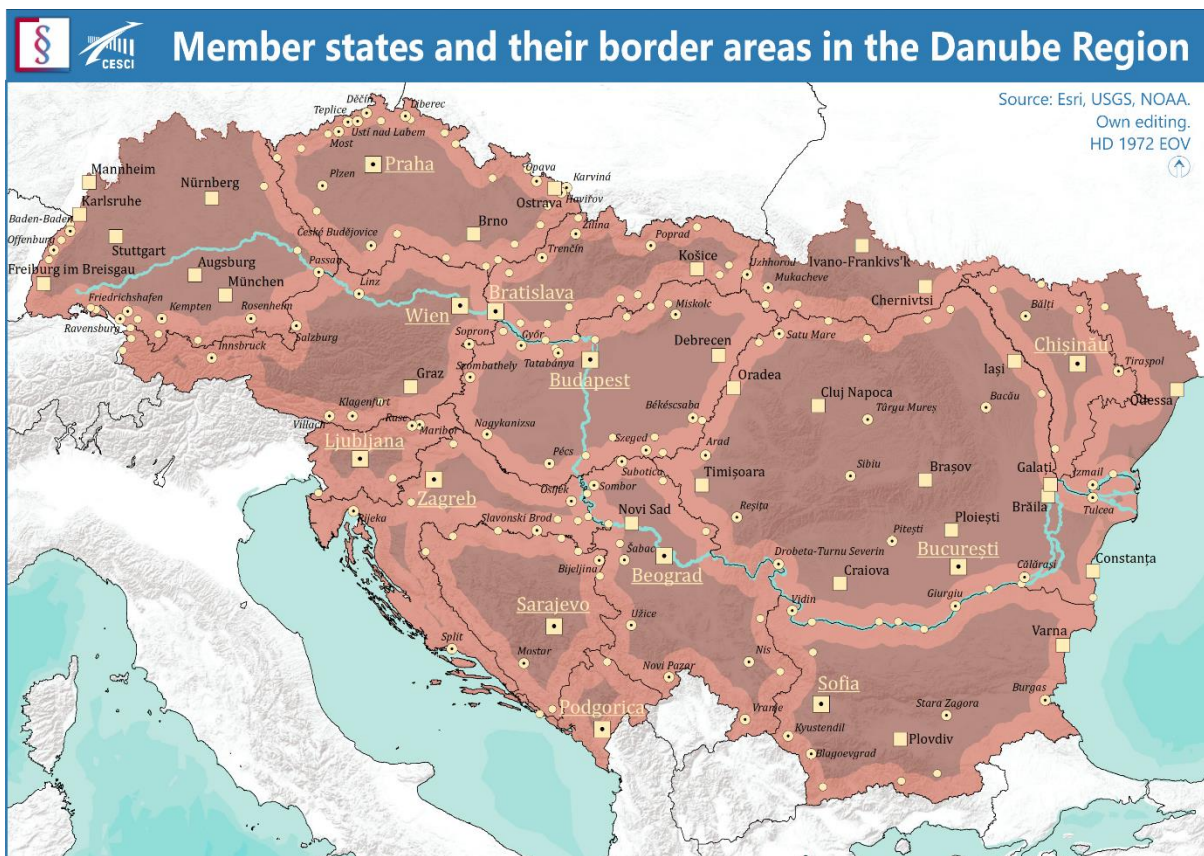 §
CESCI
Member states and their border areas in the Danube Region
Source: Esri, USGS, NOAA.
Own editing.
HD 1972 EOV
Děčín
Liberec
Teplice
Ustí nad Labem
Most
Praha
Mannheim
Nürnberg
Plzen
Opava
Karviná
Karlsruhe
Ostrava
Havířov
Baden-Baden
Brno
Žilina
Offenburg
Stuttgart
České Budějovice
Poprad
Trenčín
Ivano-Frankivs'k
Freiburg im Breisgau
Augsburg
Passau
Košice
Uzhhorod
München
Linz
Mukacheve
Chernivtsi
Friedrichshafen
Kempten
Rosenheim
Bratislava
Miskolc
Bălți
Ravensburg
Wien
Salzburg
Sopron
Győr
Satu Mare
Innsbruck
Tatabánya
Debrecen
Chisinău
Szombathely
Budapest
Iași
Tiraspol
Graz
Oradea
Cluj Napoca
Odessa
Klagenfurt
Békéscsaba
Târgu Mureș
Bacău
Villach
Rasc
Maribor
Nagykanizsa
Szeged
Ljubljana
Arad
Pécs
Subotica
Timișoara
Sibiu
Brașov
Galați
Izmail
Zagreb
Sombor
Osijek
Brăila
Tulcea
Rijeka
Slavonski Brod
Novi Sad
Reșița
Ploiești
Pitești
Šabac
Drobeta-Turnu Severin
București
Bijeljina
Beograd
Craiova
Constanța
Călărași
Sarajevo
Vidin
Giurgiu
Užice
Varna
Split
Mostar
Nis
Novi Pazar
Sofia
Burgas
Podgorica
Vranje
Stara Zagora
Kyustendil
Plovdiv
Blagoevgrad